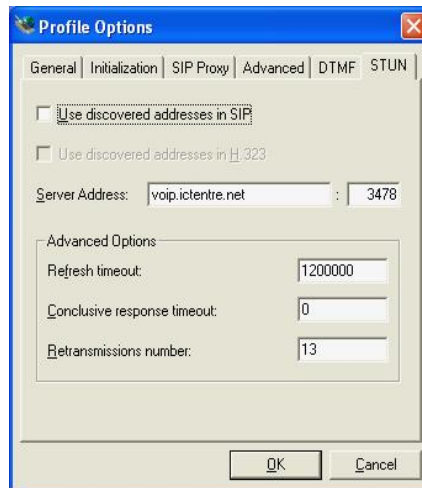 Profile Options
General Initialization SIP Proxy Advanced DTMF STUN
Use discovered addresses in SIP
Use discovered addresses in H.323
Server Address: voip.ictentre.net : 3478
Advanced Options
Refresh timeout: 1200000
Conclusive response timeout: 0
Retransmissions number: 13
OK Cancel